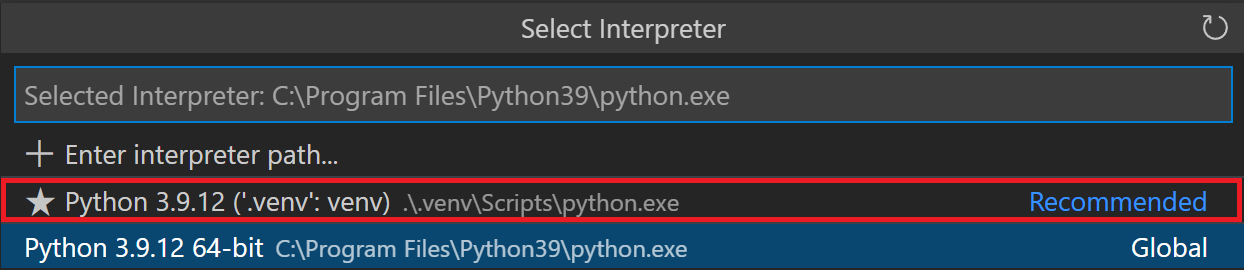 Select Interpreter
Selected Interpreter: C:\Program Files\Python39\python.exe
Enter interpreter path...
Python 3.9.12 ('.venv': venv) .\.venv\Scripts\python.exe Recommended
Python 3.9.12 64-bit C:\Program Files\Python39\python.exe Global